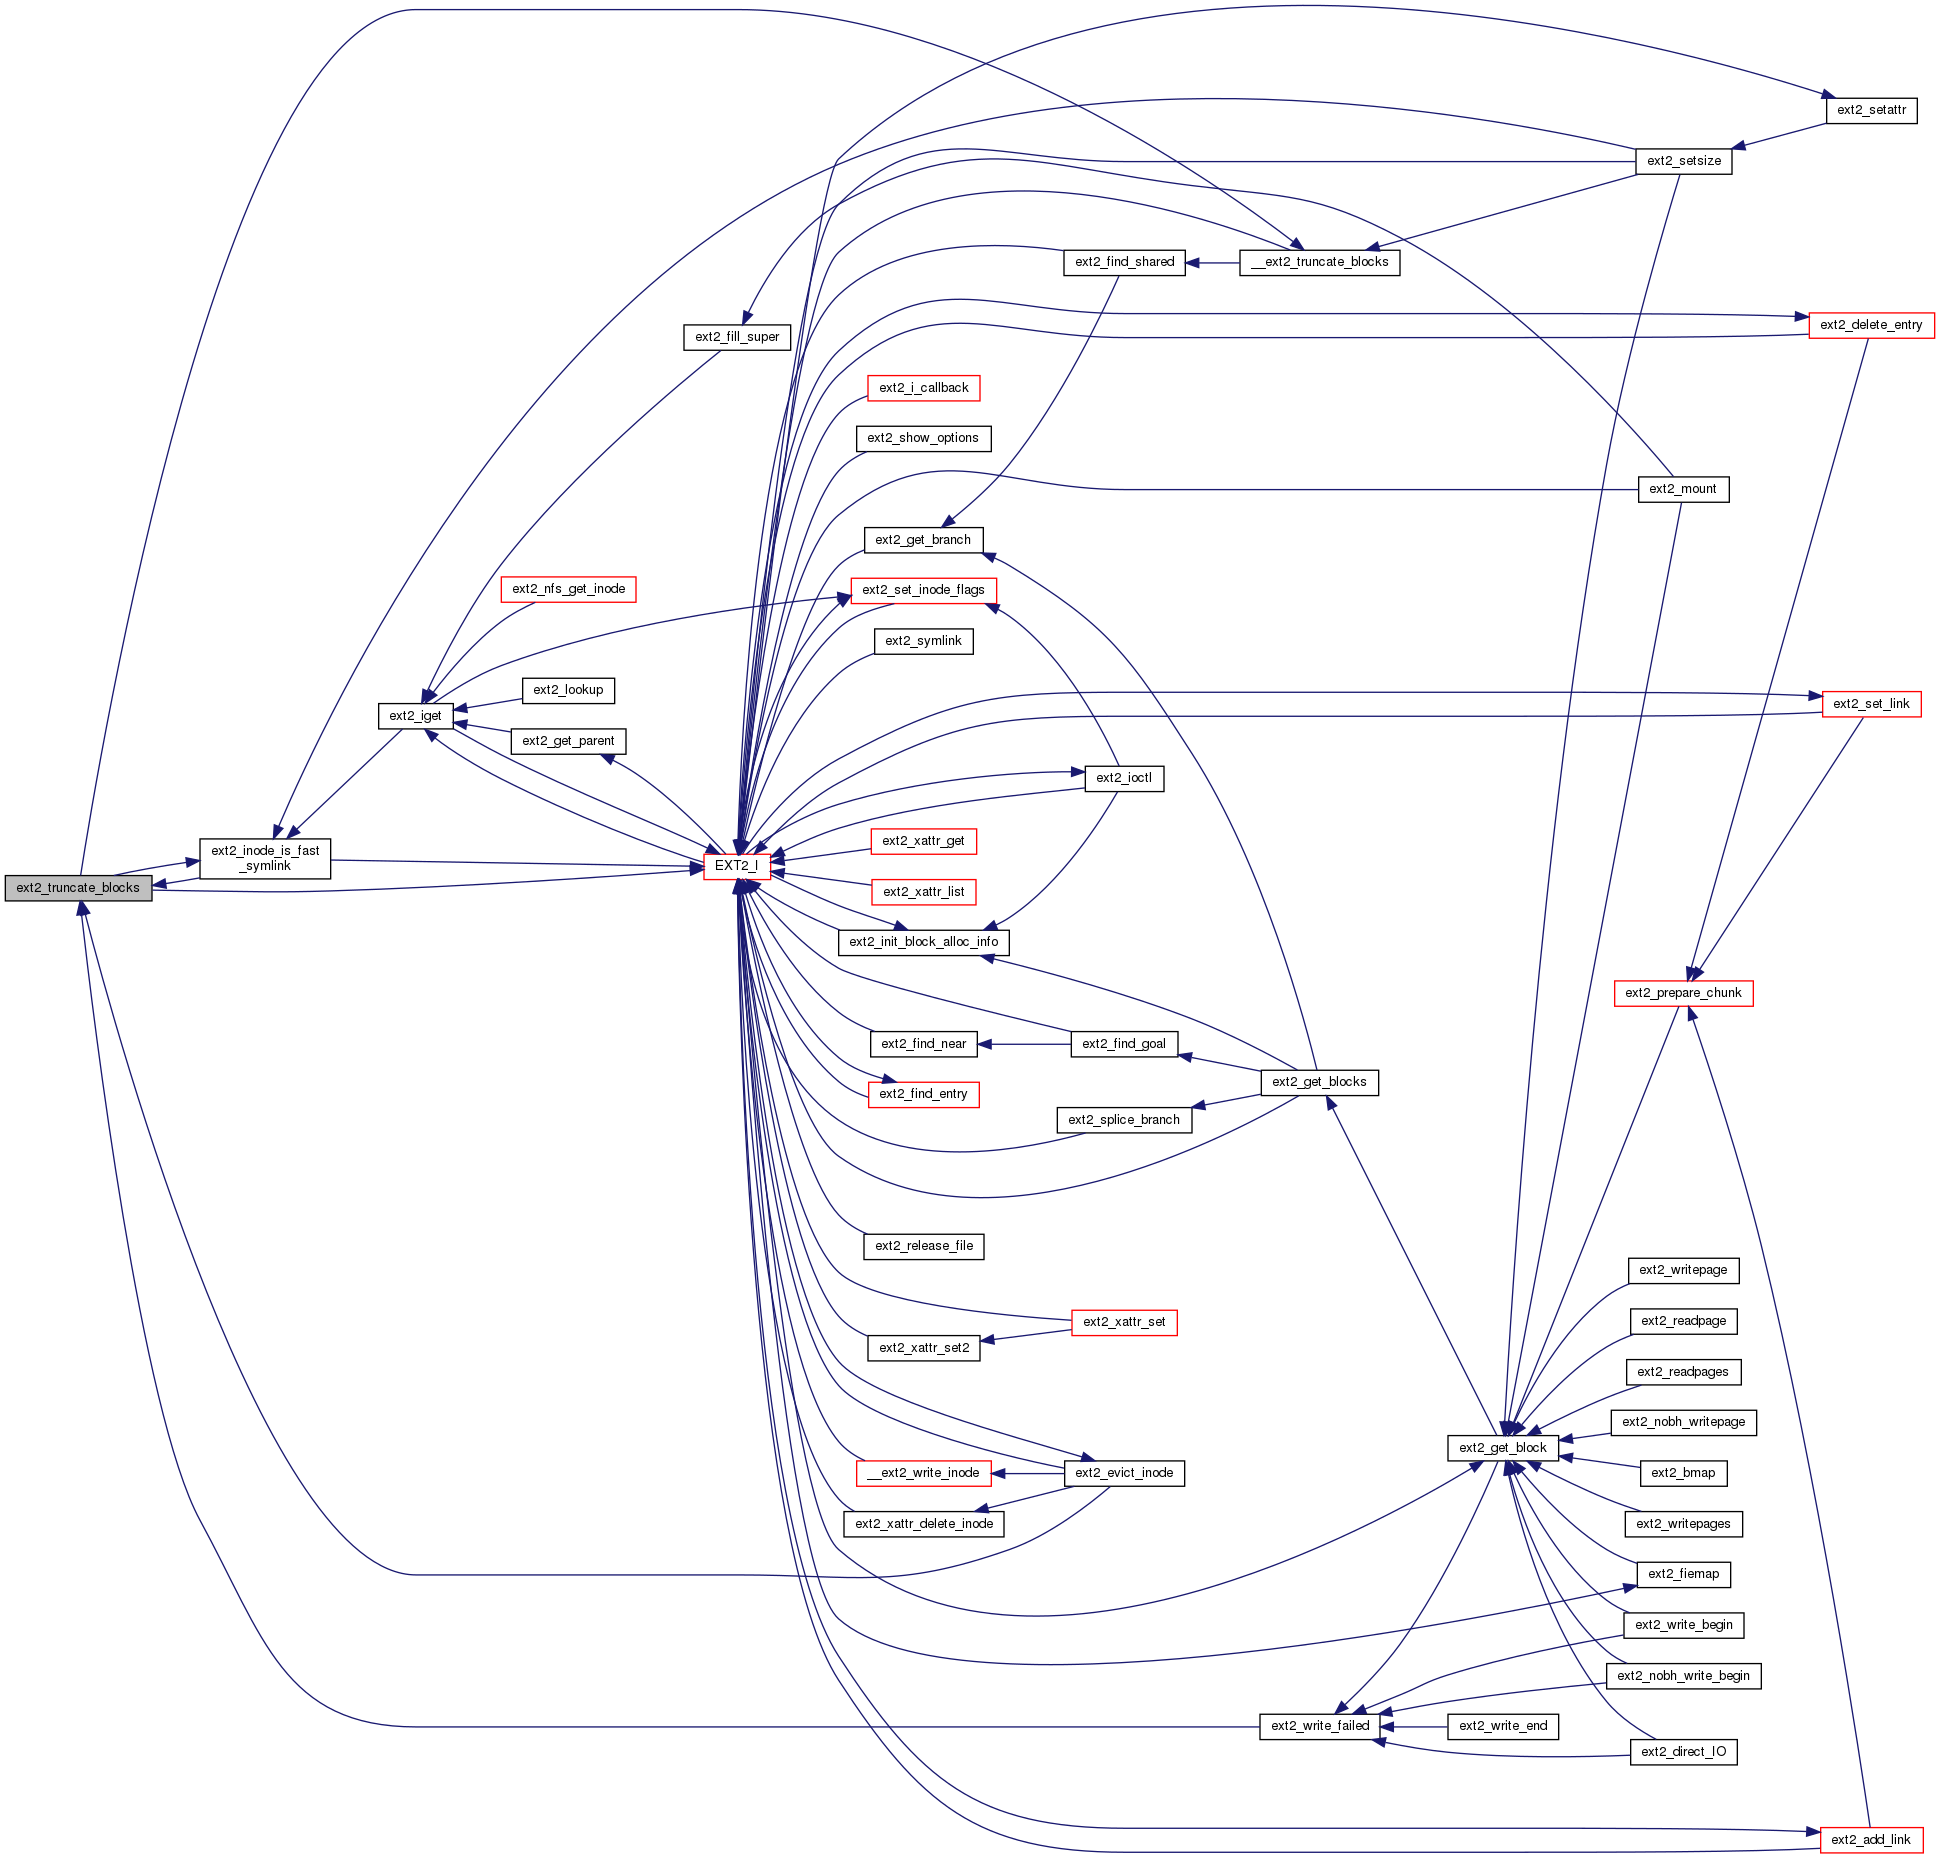 ext2_setattr
ext2_setsize
ext2_find_shared
__ext2_truncate_blocks
ext2_fill_super
ext2_delete_entry
ext2_i_callback
ext2_show_options
ext2_mount
ext2_get_branch
ext2_nfs_get_inode
ext2_set_inode_flags
ext2_symlink
ext2_lookup
ext2_set_link
ext2_iget
ext2_get_parent
ext2_ioctl
ext2_xattr_get
ext2_inode_is_fast
_symlink
EXT2_I
ext2_truncate_blocks
ext2_xattr_list
ext2_init_block_alloc_info
ext2_prepare_chunk
ext2_find_near
ext2_find_goal
ext2_get_blocks
ext2_find_entry
ext2_splice_branch
ext2_release_file
ext2_writepage
ext2_xattr_set
ext2_readpage
ext2_xattr_set2
ext2_readpages
ext2_nobh_writepage
ext2_get_block
__ext2_write_inode
ext2_evict_inode
ext2_bmap
ext2_xattr_delete_inode
ext2_writepages
ext2_fiemap
ext2_write_begin
ext2_nobh_write_begin
ext2_write_failed
ext2_write_end
ext2_direct_IO
ext2_add_link